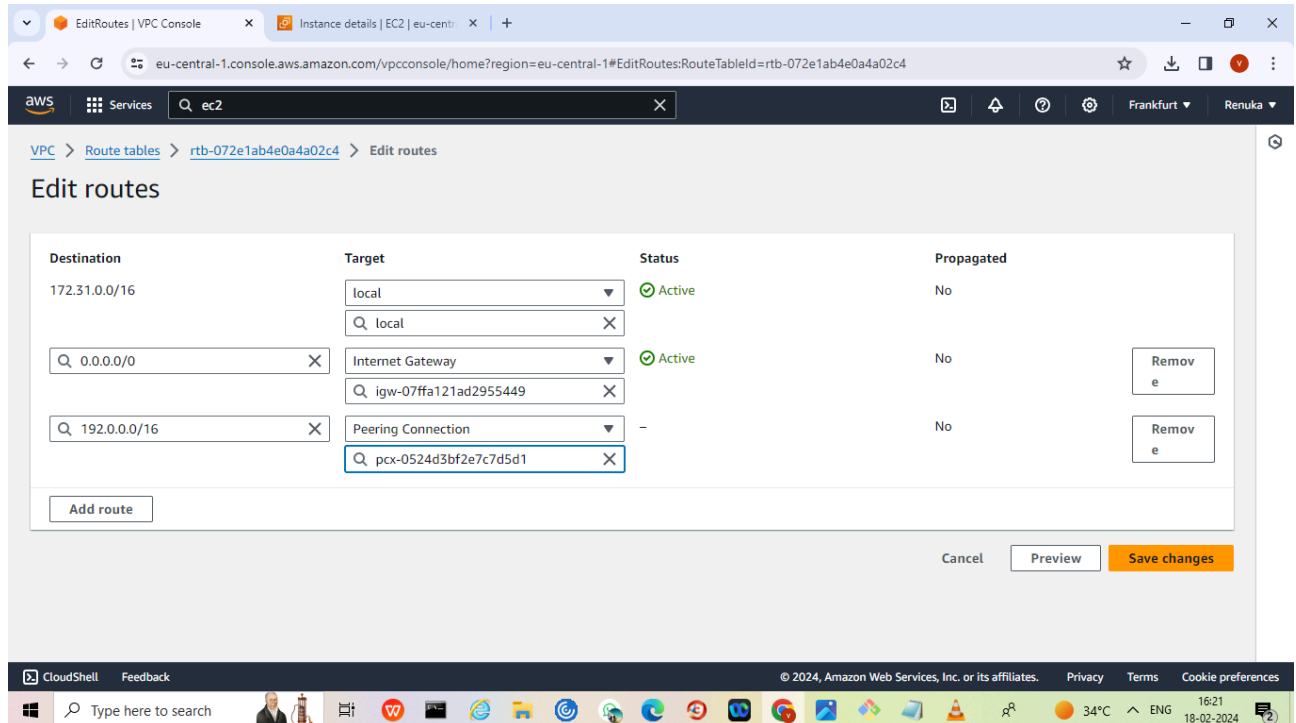 EditRoutes | VPC Console
Instance details | EC2 | eu-centr
eu-central-1.console.aws.amazon.com/vpcconsole/home?region=eu-central-1#EditRoutes:RouteTableId=rtb-072e1ab4e0a4a02c4
V
aws Services ec2 Frankfurt Renuka
VPC > Route tables > rtb-072e1ab4e0a4a02c4 > Edit routes
Edit routes
Destination Target Status Propagated
172.31.0.0/16 local Active No
local
0.0.0.0/0 Internet Gateway Active No Remov
e
igw-07ffa121ad2955449
192.0.0.0/16 Peering Connection – No Remov
e
pcx-0524d3bf2e7c7d5d1
Add route
Cancel Preview Save changes
CloudShell Feedback © 2024, Amazon Web Services, Inc. or its affiliates. Privacy Terms Cookie preferences
Type here to search 34°C ENG 16:21
18-02-2024 2